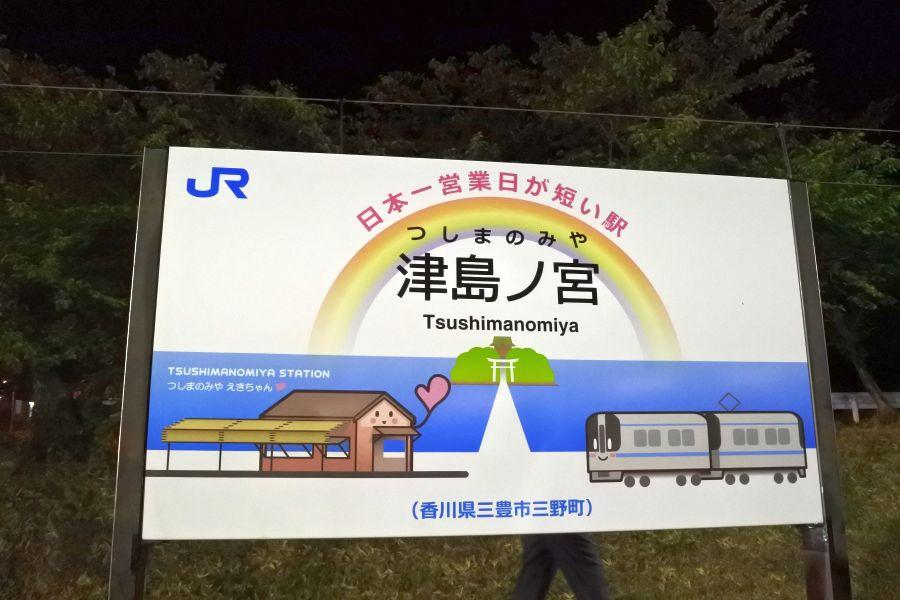 JR
日本一営業日が短い駅
つしまのみや
津島ノ宮
Tsushimanomiya
TSUSHIMANOMIYA STATION
つしまのみや えきちゃん
(香川県三豊市三野町)